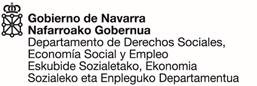 Gobierno de Navarra
Nafarroako Gobernua
Departamento de Derechos Sociales,
Economía Social y Empleo
Eskubide Sozialetako, Ekonomia
Sozialeko eta Enpleguko Departamentua